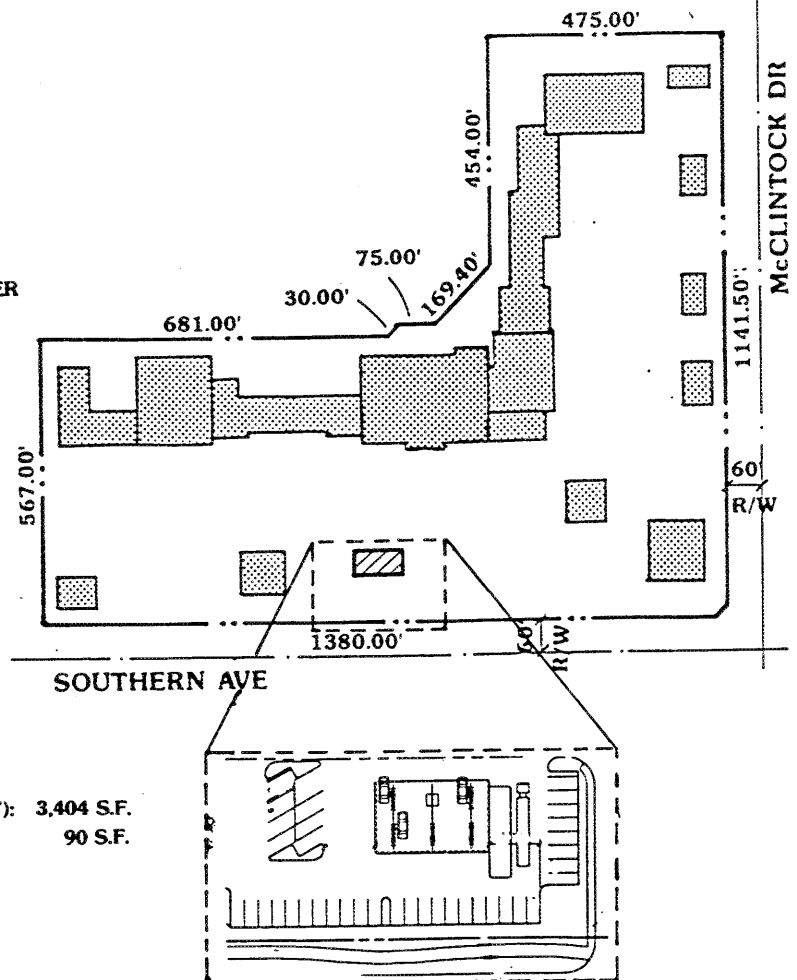 475.00'
McCLINTOCK DR
454.00'
75.00'
ER
30.00'
169.40'
681.00'
1141.50'
567.00'
60'
R/W
1380.00'
60'
R/W
SOUTHERN AVE
'): 3,404 S.F.
90 S.F.